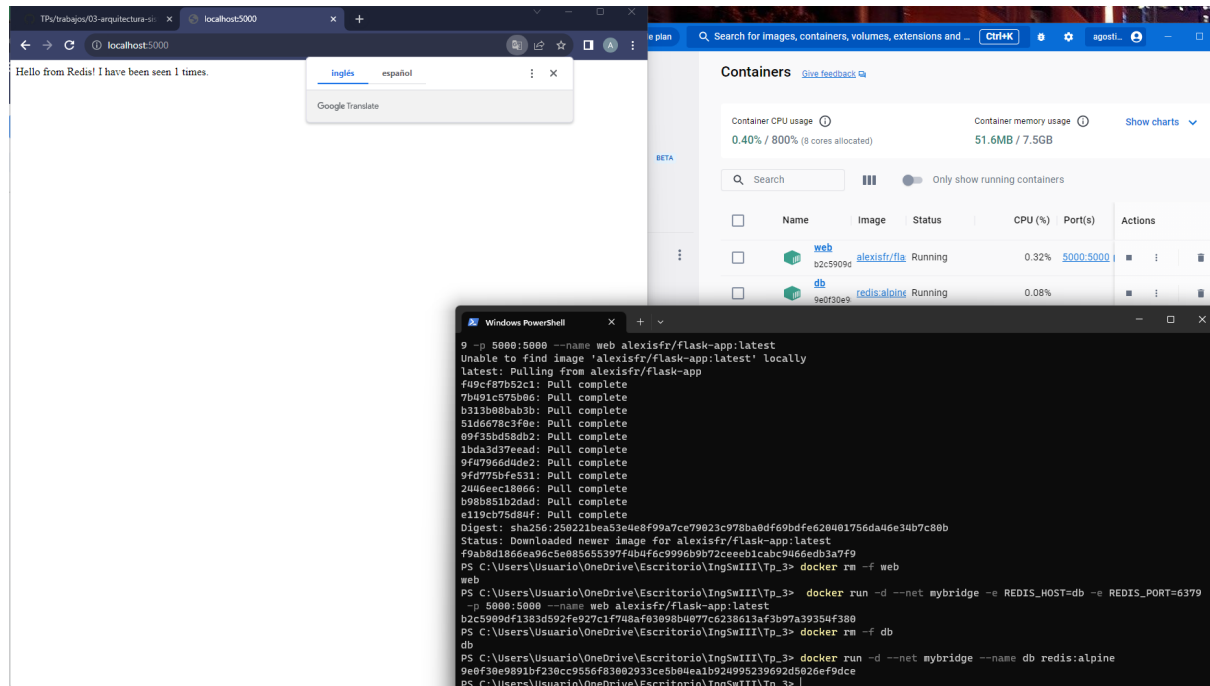 TPs/trabajos/03-arquitectura-si
localhost:5000
localhost:5000
A
Hello from Redis! I have been seen 1 times.
inglés español
Google Translate
le plan
Search for images, containers, volumes, extensions and ... Ctrl+K
agosti...
BETA
Containers Give feedback
Container CPU usage
0.40% / 800% (8 cores allocated)
Container memory usage
51.6MB / 7.5GB
Show charts
Search
Only show running containers
Name Image Status CPU (%) Port(s) Actions
web
b2c5909d
alexisfr/fla Running 0.32% 5000:5000
db
9e0f30e9
redis:alpine Running 0.08%
Windows PowerShell
9 -p 5000:5000 --name web alexisfr/flask-app:latest
Unable to find image 'alexisfr/flask-app:latest' locally
latest: Pulling from alexisfr/flask-app
f49cf87b52c1: Pull complete
7b491c575b06: Pull complete
b313b08bab3b: Pull complete
51d6678c3f0e: Pull complete
09f35bd58db2: Pull complete
1bda3d37eead: Pull complete
9f47966d4de2: Pull complete
9fd775bfe531: Pull complete
2446eec18066: Pull complete
b98b851b2dad: Pull complete
e119cb75d84f: Pull complete
Digest: sha256:250221bea53e4e8f99a7ce79023c978ba0df69bdfe620401756da46e34b7c80b
Status: Downloaded newer image for alexisfr/flask-app:latest
f9ab8d1866ea96c5e085655397f4b4f6c9996b9b72ceeeb1cabc9466edb3a7f9
PS C:\Users\Usuario\OneDrive\Escritorio\IngSwIII\Tp_3> docker rm -f web
web
PS C:\Users\Usuario\OneDrive\Escritorio\IngSwIII\Tp_3>  docker run -d --net mybridge -e REDIS_HOST=db -e REDIS_PORT=6379
 -p 5000:5000 --name web alexisfr/flask-app:latest
b2c5909df1383d592fe927c1f748af03098b4077c6238613af3b97a39354f380
PS C:\Users\Usuario\OneDrive\Escritorio\IngSwIII\Tp_3> docker rm -f db
db
PS C:\Users\Usuario\OneDrive\Escritorio\IngSwIII\Tp_3> docker run -d --net mybridge --name db redis:alpine
9e0f30e9891bf230cc9556f83002933ce5b04ea1b924995239692d5026ef9dce
PS C:\Users\Usuario\OneDrive\Escritorio\IngSwIII\Tp_3>